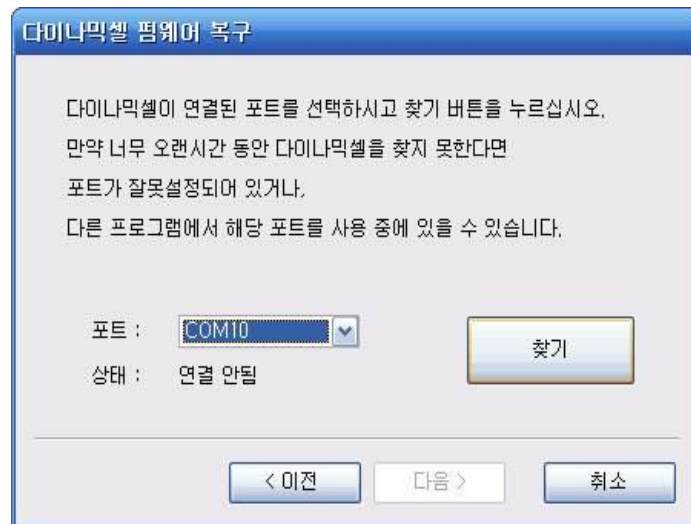 다이나믹셀 펌웨어 복구
다이나믹셀이 연결된 포트를 선택하시고 찾기 버튼을 누르십시오.
만약 너무 오랜시간 동안 다이나믹셀을 찾지 못한다면
포트가 잘못설정되어 있거나,
다른 프로그램에서 해당 포트를 사용 중에 있을 수 있습니다.
포트 : COM10
찾기
상태 : 연결 안됨
< 이전 다음 > 취소